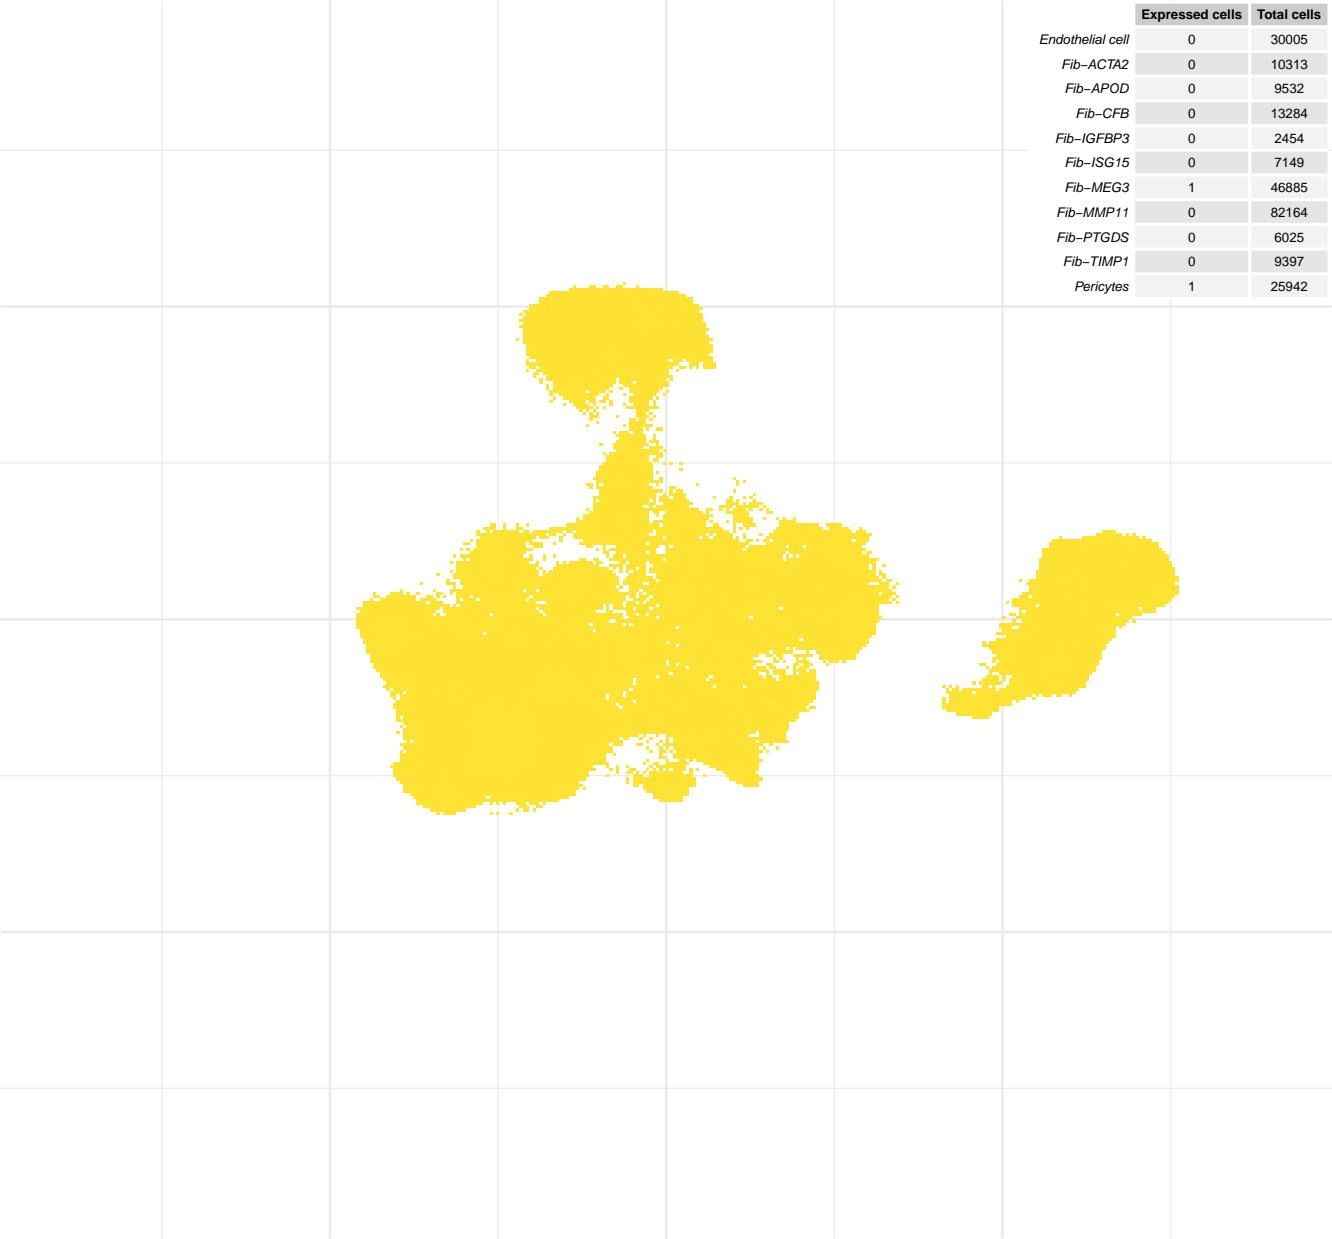 Expressed cells Total cells
Endothelial cell 0 30005
Fib−ACTA2 0 10313
Fib−APOD 0 9532
Fib−CFB 0 13284
Fib−IGFBP3 0 2454
Fib−ISG15 0 7149
Fib−MEG3 1 46885
Fib−MMP11 0 82164
Fib−PTGDS 0 6025
Fib−TIMP1 0 9397
Pericytes 1 25942